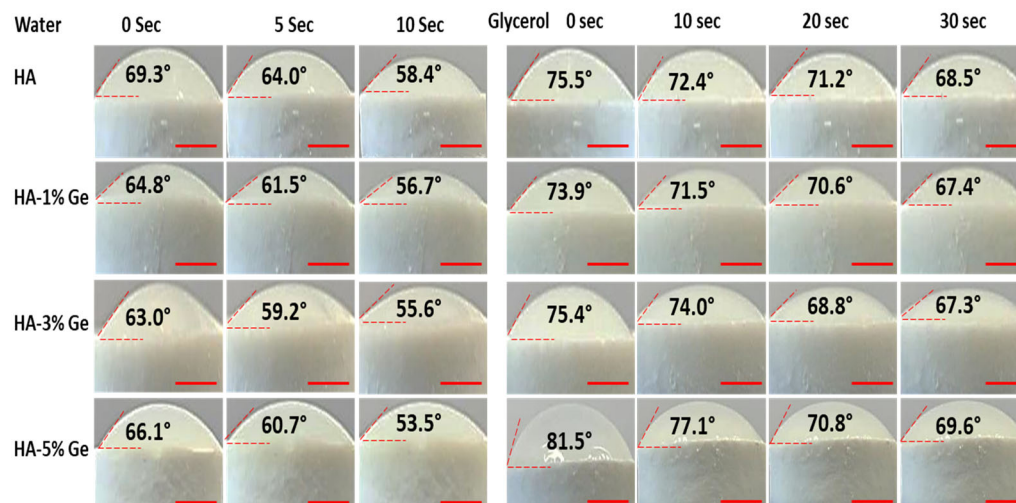 Water 0 Sec 5 Sec 10 Sec Glycerol 0 sec 10 sec 20 sec 30 sec
HA 69.3° 64.0° 58.4° 75.5° 72.4° 71.2° 68.5°
HA-1% Ge 64.8° 61.5° 56.7° 73.9° 71.5° 70.6° 67.4°
HA-3% Ge 63.0° 59.2° 55.6° 75.4° 74.0° 68.8° 67.3°
HA-5% Ge 66.1° 60.7° 53.5° 81.5° 77.1° 70.8° 69.6°